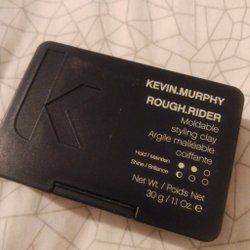 KEVIN.MURPHY
ROUGH.RIDER
Moldable
styling clay
Argile malléable
coiffante
Hold / Maintien
Shine / Brillance
Net Wt. / Poids Net
30 g / 1.1 Oz. e